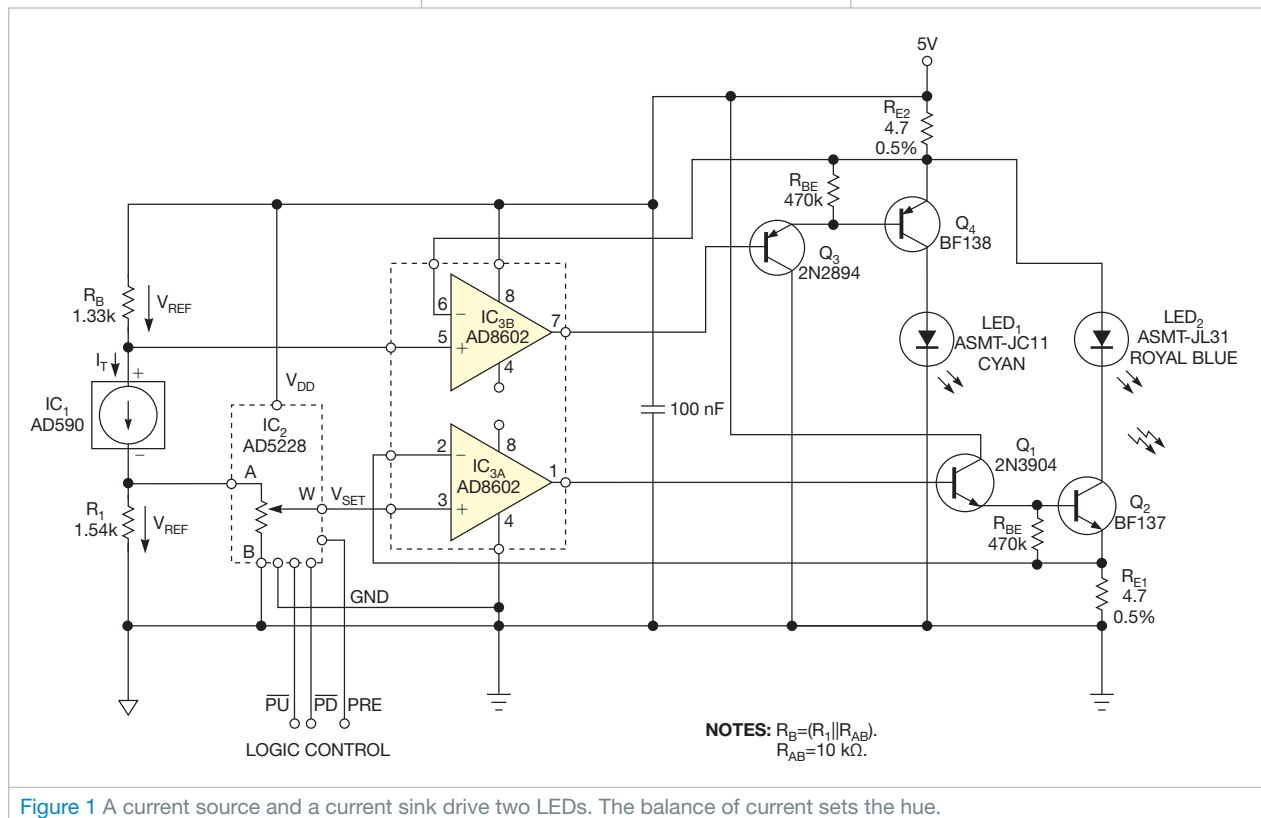 5V
R_E2
4.7
0.5%
R_BE
470k
Q_4
BF138
Q_3
2N2894
R_B
1.33k
V_REF
I_T
+
IC_1
AD590
−
R_1
1.54k
V_REF
V_DD
IC_2
AD5228
A
W
B
V_SET
GND
PU
PD
PRE
LOGIC CONTROL
6
−
5
+
8
IC_3B
AD8602
7
4
2
−
3
+
8
IC_3A
AD8602
1
4
100 nF
LED_1
ASMT-JC11
CYAN
LED_2
ASMT-JL31
ROYAL BLUE
Q_1
2N3904
R_BE
470k
Q_2
BF137
R_E1
4.7
0.5%
NOTES: R_B=(R_1||R_AB).
R_AB=10 kΩ.
Figure 1 A current source and a current sink drive two LEDs. The balance of current sets the hue.